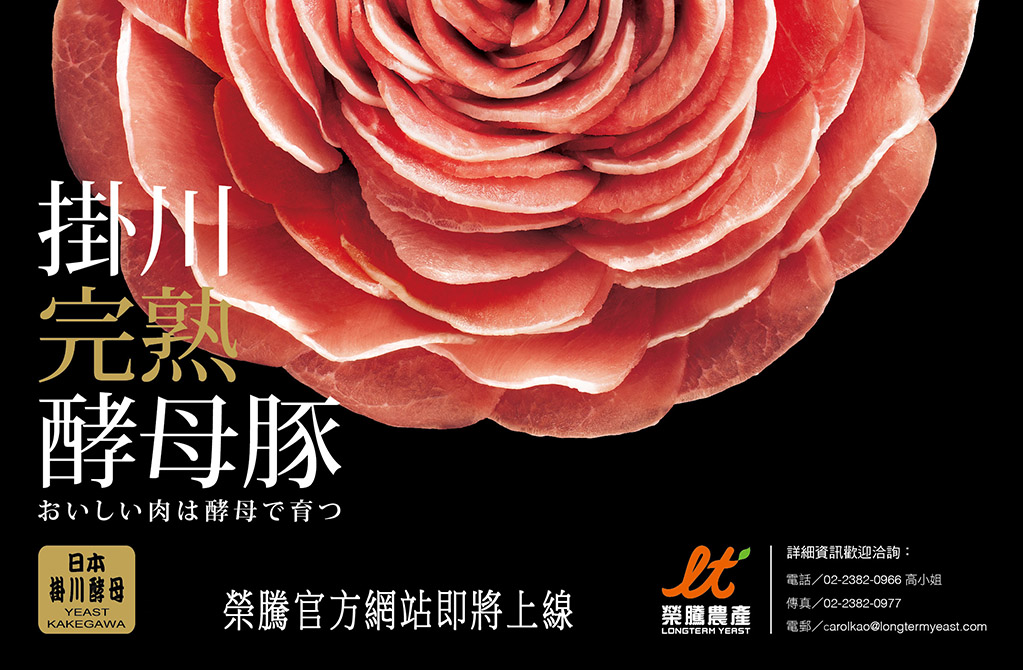 掛川
完熟
酵母豚
おいしい肉は酵母で育つ
日本
掛川酵母
YEAST
KAKEGAWA
榮騰官方網站即將上線
lt
榮騰農產
LONGTERM YEAST
詳細資訊歡迎洽詢：
電話／02-2382-0966 高小姐
傳真／02-2382-0977
電郵／carolkao@longtermyeast.com